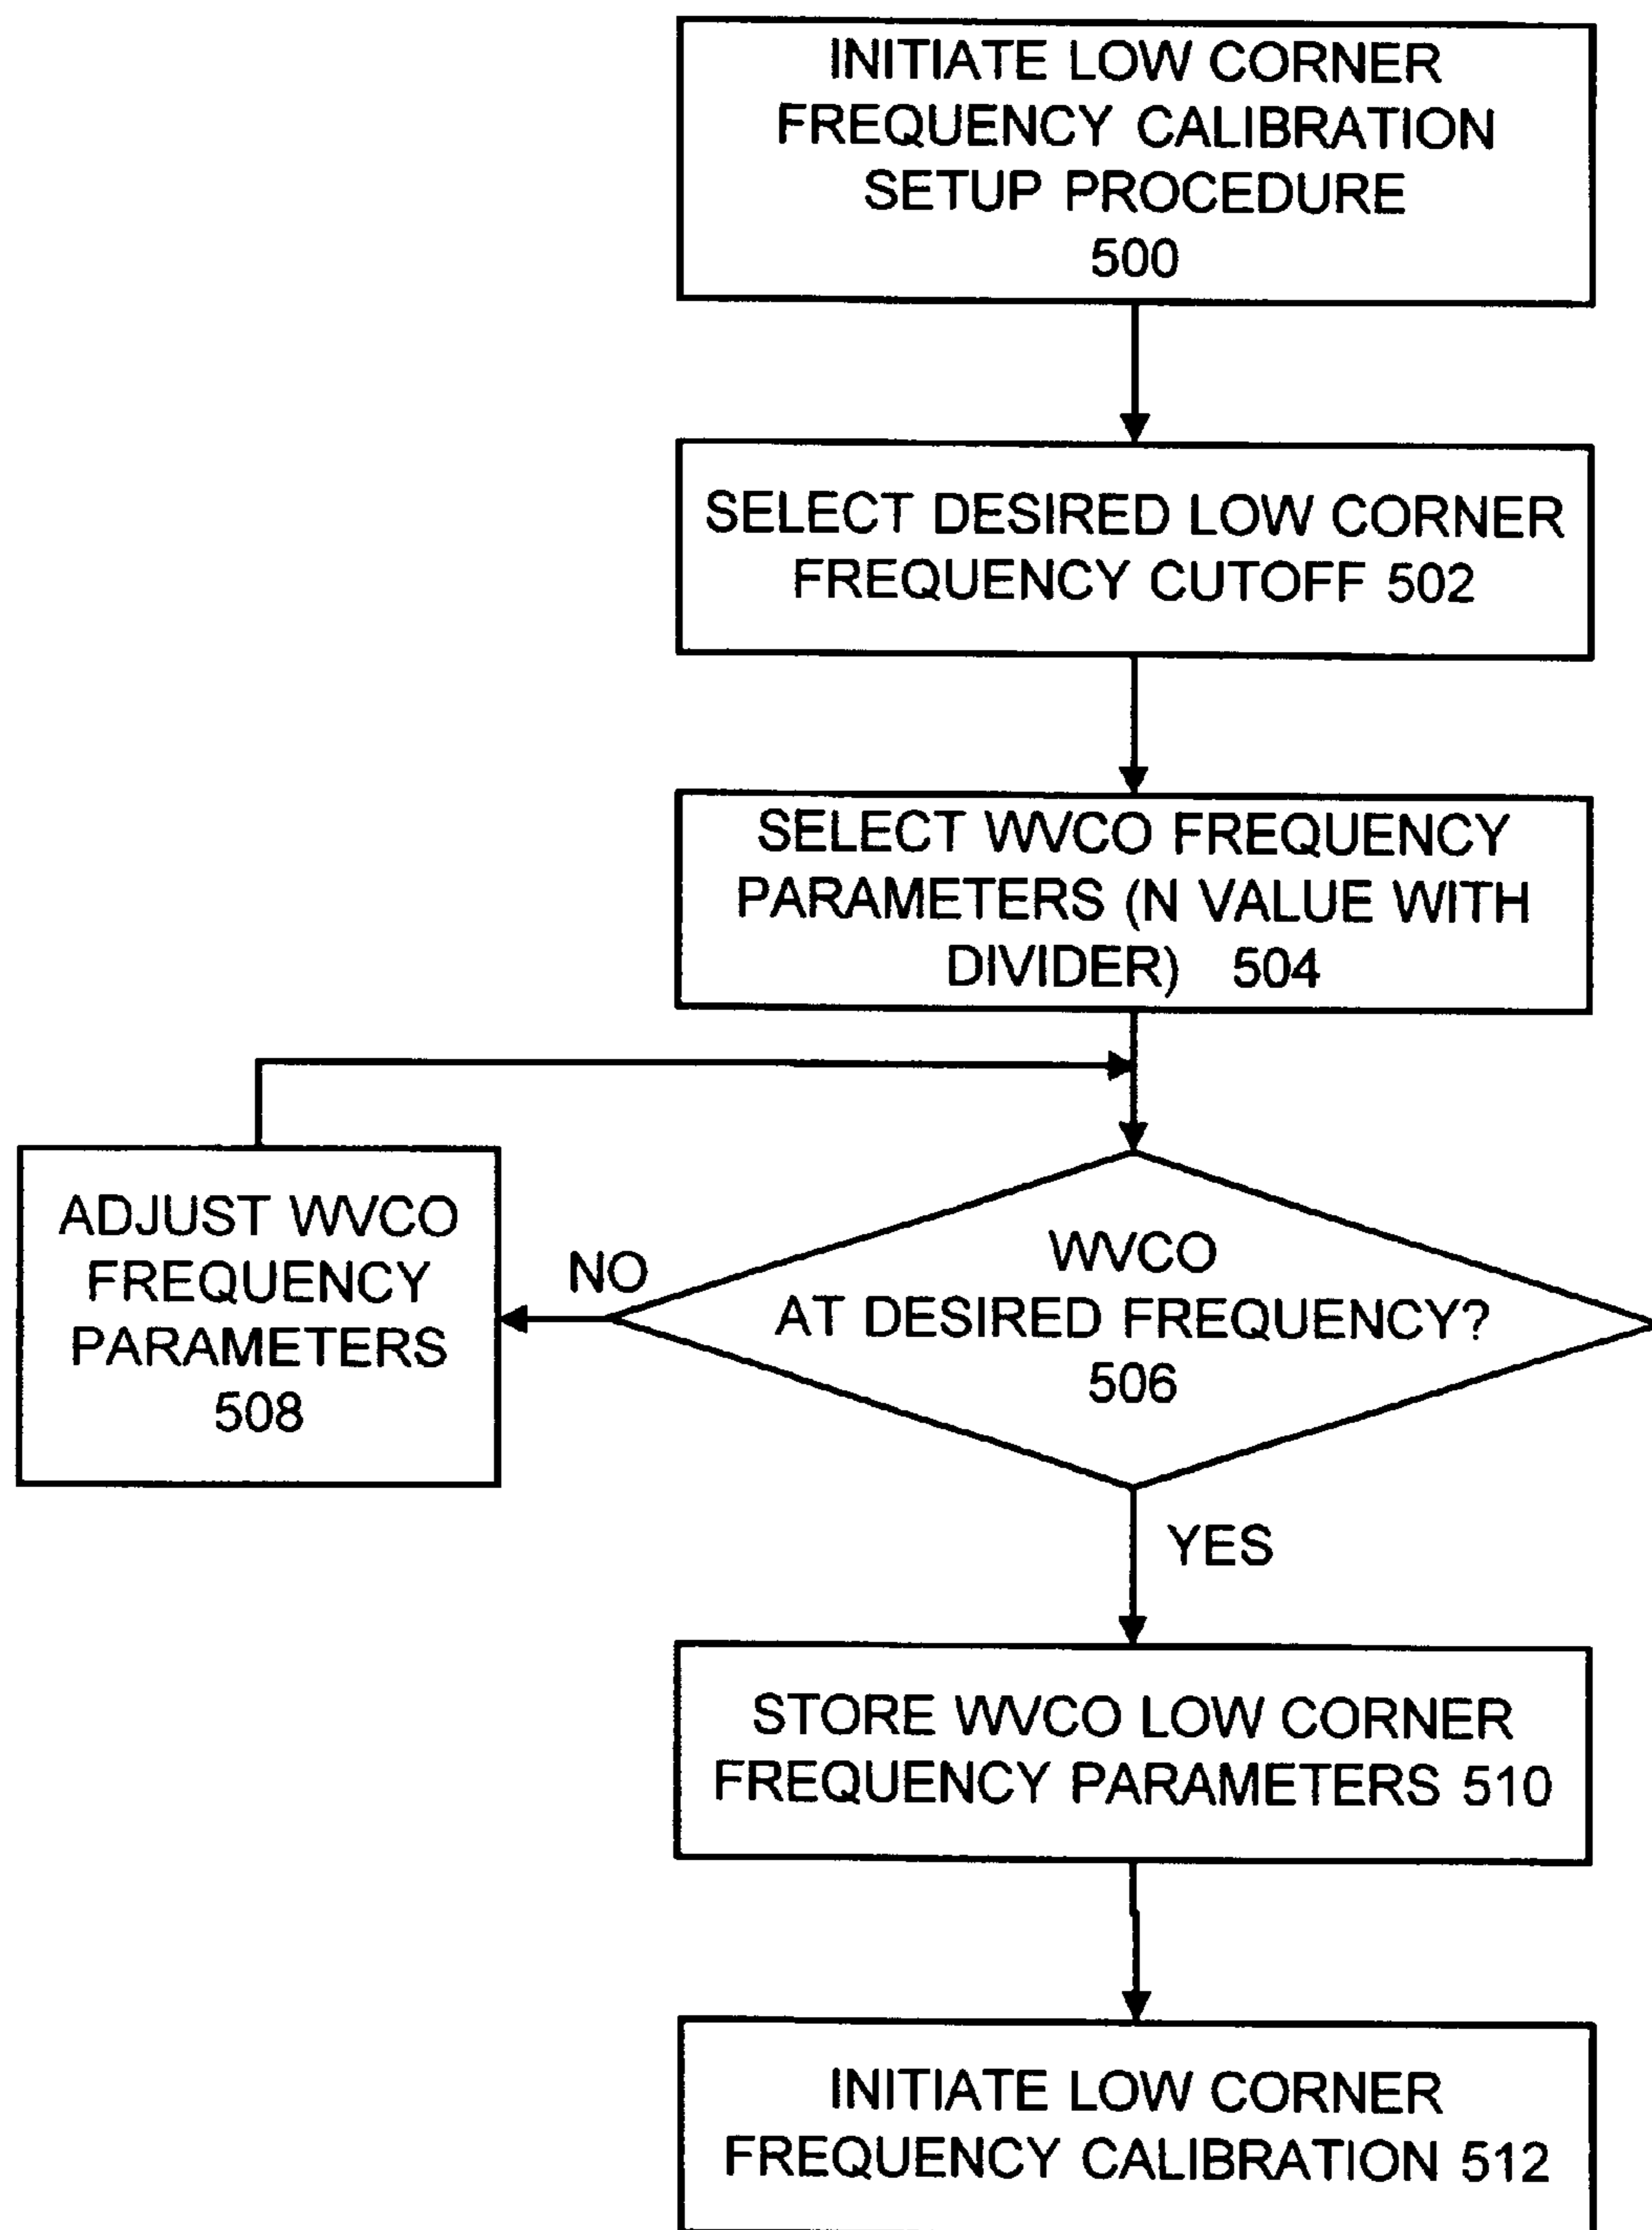 INITIATE LOW CORNER
FREQUENCY CALIBRATION
SETUP PROCEDURE
500
SELECT DESIRED LOW CORNER
FREQUENCY CUTOFF 502
SELECT WVCO FREQUENCY
PARAMETERS (N VALUE WITH
DIVIDER) 504
WVCO
AT DESIRED FREQUENCY?
506
NO
ADJUST WVCO
FREQUENCY
PARAMETERS
508
YES
STORE WVCO LOW CORNER
FREQUENCY PARAMETERS 510
INITIATE LOW CORNER
FREQUENCY CALIBRATION 512